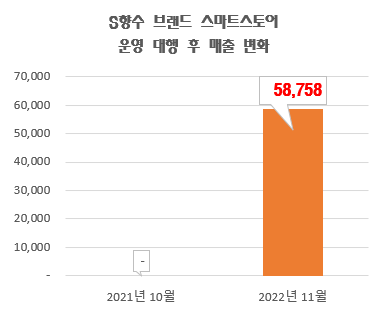 S향수 브랜드 스마트스토어
운영 대행 후 매출 변화
70,000
60,000
50,000
40,000
30,000
20,000
10,000
-
58,758
-
2021년 10월
2022년 11월